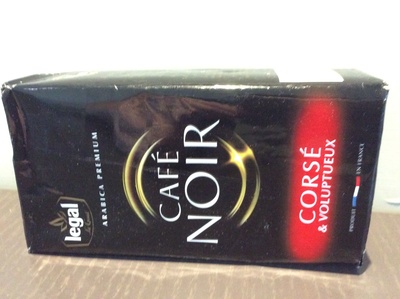 legal
ARABICA PREMIUM
CAFÉ
NOIR
CORSÉ
& VOLUPTUEUX
PRODUIT EN FRANCE